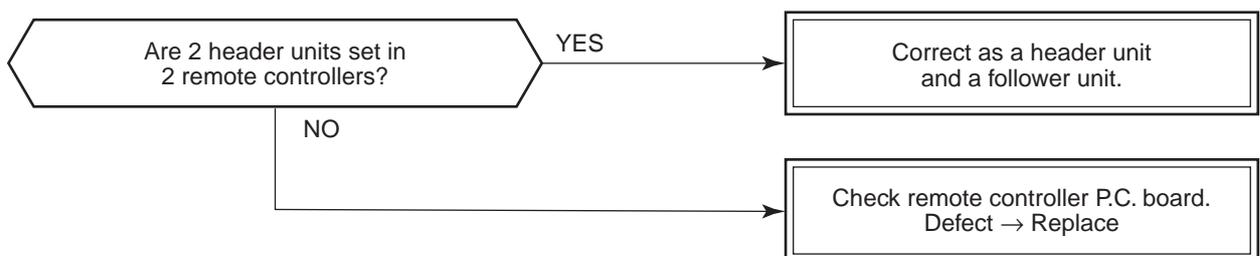 Are 2 header units set in
2 remote controllers?
YES
Correct as a header unit
and a follower unit.
NO
Check remote controller P.C. board.
Defect → Replace